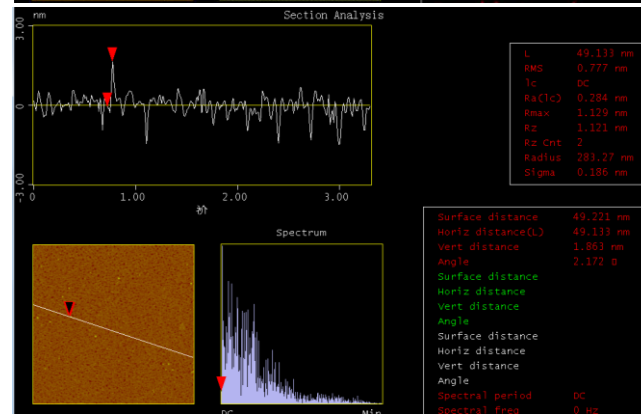 nm
Section Analysis
3.00
0
-3.00
0
1.00
2.00
3.00
L 49.133 nm
RMS 0.777 nm
lc DC
Ra(lc) 0.284 nm
Rmax 1.129 nm
Rz 1.121 nm
Rz Cnt 2
Radius 283.27 nm
Sigma 0.186 nm
Surface distance 49.221 nm
Horiz distance(L) 49.133 nm
Vert distance 1.863 nm
Angle 2.172
Surface distance
Horiz distance
Vert distance
Angle
Surface distance
Horiz distance
Vert distance
Angle
Spectral period DC
Spectral freq 0 Hz
Spectrum
DC
Min